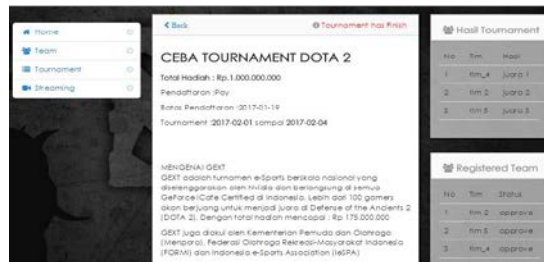 Home
Team
Tournament
Streaming
Back
Tournament has Finish
CEBA TOURNAMENT DOTA 2
Total Hadiah : Rp.1.000.000.000
Pendaftaran :Pay
Batas Pendaftaran :2017-01-19
Tournament :2017-02-01 sampai 2017-02-04
MENGENAI GEXT
GEXT adalah turnamen e-Sports berskala nasional yang
diselenggarakan oleh Nvidia dan berlangsung di semua
GeForce iCafe Certified di Indonesia. Lebih dari 100 gamers
akan berjuang untuk menjadi juara di Defense of the Ancients 2
(DOTA 2). Dengan total hadiah mencapai : Rp 175.000.000
GEXT juga diakui oleh Kementerian Pemuda dan Olahraga
(Menpora), Federasi Olahraga Rekreasi-Masyarakat Indonesia
(FORMI) dan Indonesia e-Sports Association (IeSPA)
Hasil Tournament
No Tim Hasil
1 tim_4 juara 1
2 tim 2 juara 2
3 tim 5 juara 3
Registered Team
No Tim Status
1 tim 2 approve
2 tim 5 approve
3 tim_4 approve